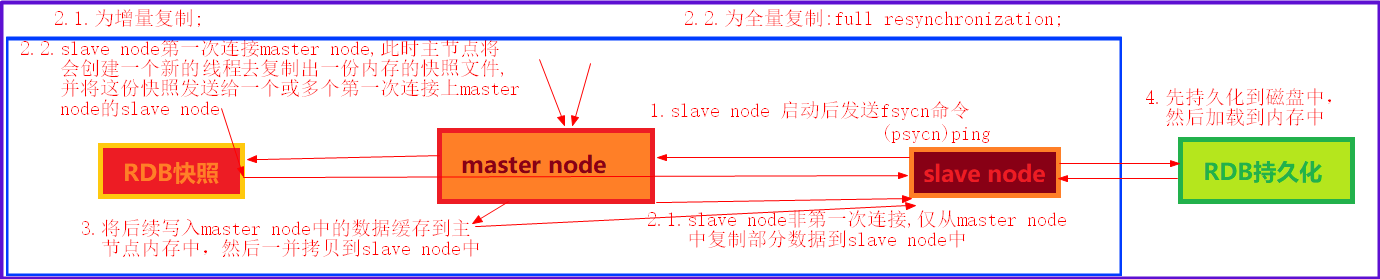 2.1.为增量复制;
2.2.为全量复制:full resynchronization;
2.2.slave node第一次连接master node,此时主节点将
会创建一个新的线程去复制出一份内存的快照文件,
并将这份快照发送给一个或多个第一次连接上master
node的slave node
1.slave node 启动后发送fsycn命令
(psycn)ping
4.先持久化到磁盘中,
然后加载到内存中
RDB快照
master node
slave node
RDB持久化
3.将后续写入master node中的数据缓存到主
节点内存中，然后一并拷贝到slave node中
2.1.slave node非第一次连接,仅从master node
中复制部分数据到slave node中